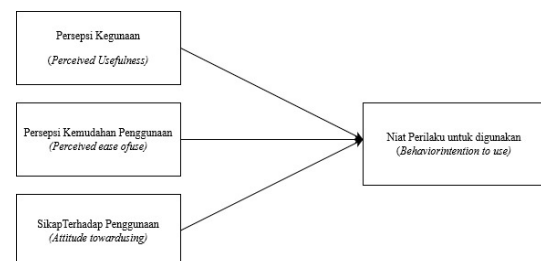 Persepsi Kegunaan
(Perceived Usefulness)
Persepsi Kemudahan Penggunaan
(Perceived ease ofuse)
SikapTerhadap Penggunaan
(Attitude towardusing)
Niat Perilaku untuk digunakan
(Behaviorintention to use)